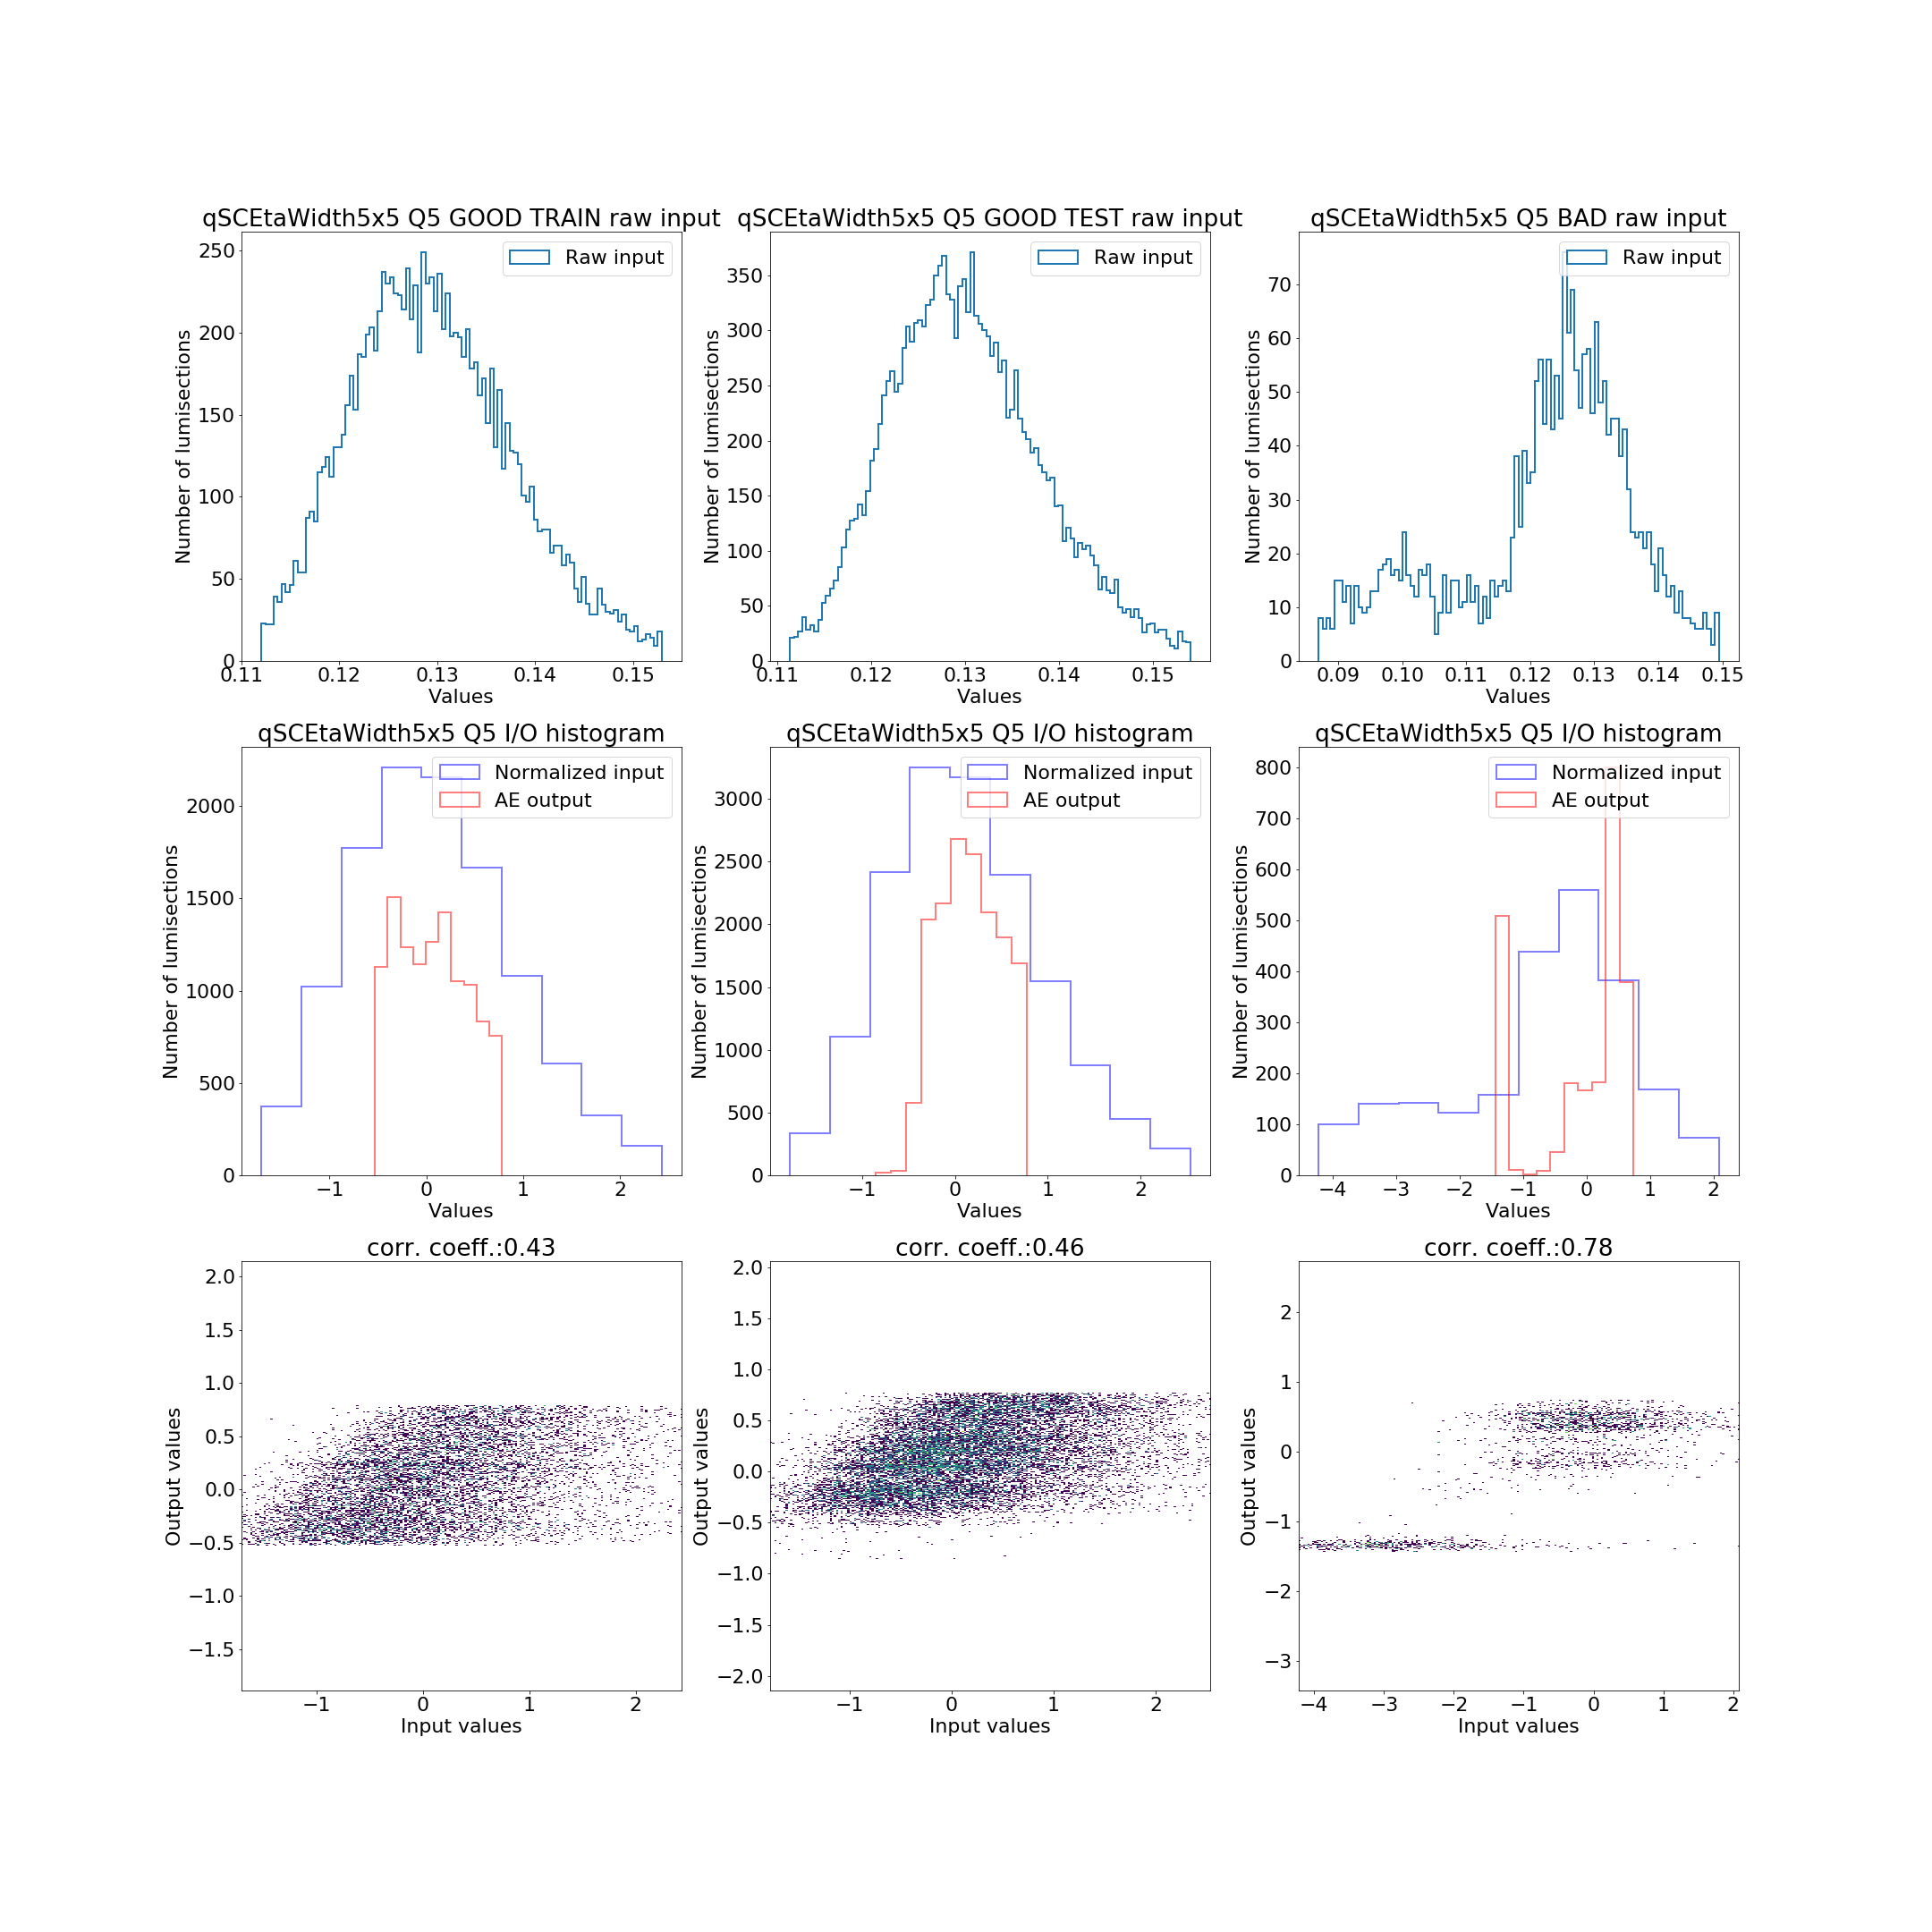 qSCEtaWidth5x5 Q5 GOOD TRAIN raw input
Raw input
250
200
150
100
50
0
Number of lumisections
0.11 0.12 0.13 0.14 0.15
Values
qSCEtaWidth5x5 Q5 GOOD TEST raw input
Raw input
350
300
250
200
150
100
50
0
Number of lumisections
0.11 0.12 0.13 0.14 0.15
Values
qSCEtaWidth5x5 Q5 BAD raw input
Raw input
70
60
50
40
30
20
10
0
Number of lumisections
0.09 0.10 0.11 0.12 0.13 0.14 0.15
Values
qSCEtaWidth5x5 Q5 I/O histogram
Normalized input
AE output
2000
1500
1000
500
0
Number of lumisections
−1 0 1 2
Values
qSCEtaWidth5x5 Q5 I/O histogram
Normalized input
AE output
3000
2500
2000
1500
1000
500
0
Number of lumisections
−1 0 1 2
Values
qSCEtaWidth5x5 Q5 I/O histogram
Normalized input
AE output
800
700
600
500
400
300
200
100
0
Number of lumisections
−4 −3 −2 −1 0 1 2
Values
corr. coeff.:0.43
2.0
1.5
1.0
0.5
0.0
−0.5
−1.0
−1.5
Output values
−1 0 1 2
Input values
corr. coeff.:0.46
2.0
1.5
1.0
0.5
0.0
−0.5
−1.0
−1.5
−2.0
Output values
−1 0 1 2
Input values
corr. coeff.:0.78
2
1
0
−1
−2
−3
Output values
−4 −3 −2 −1 0 1 2
Input values